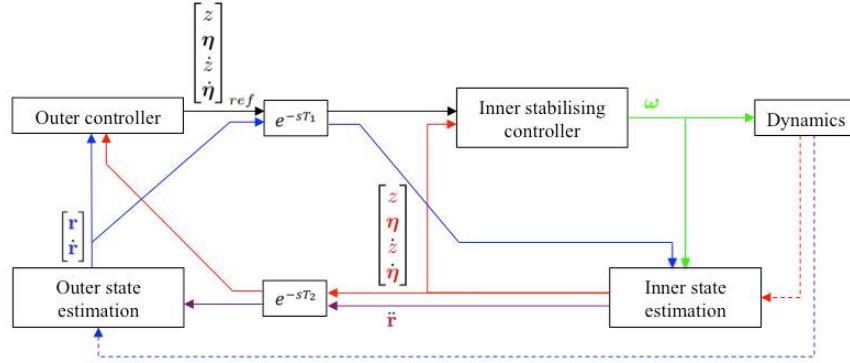 [z
η
ż
η̇]ref
Outer controller
e^{-sT_1}
Inner stabilising
controller
ω
Dynamics
[r
ṙ]
[z
η
ż
η̇]
Outer state
estimation
e^{-sT_2}
r̈
Inner state
estimation